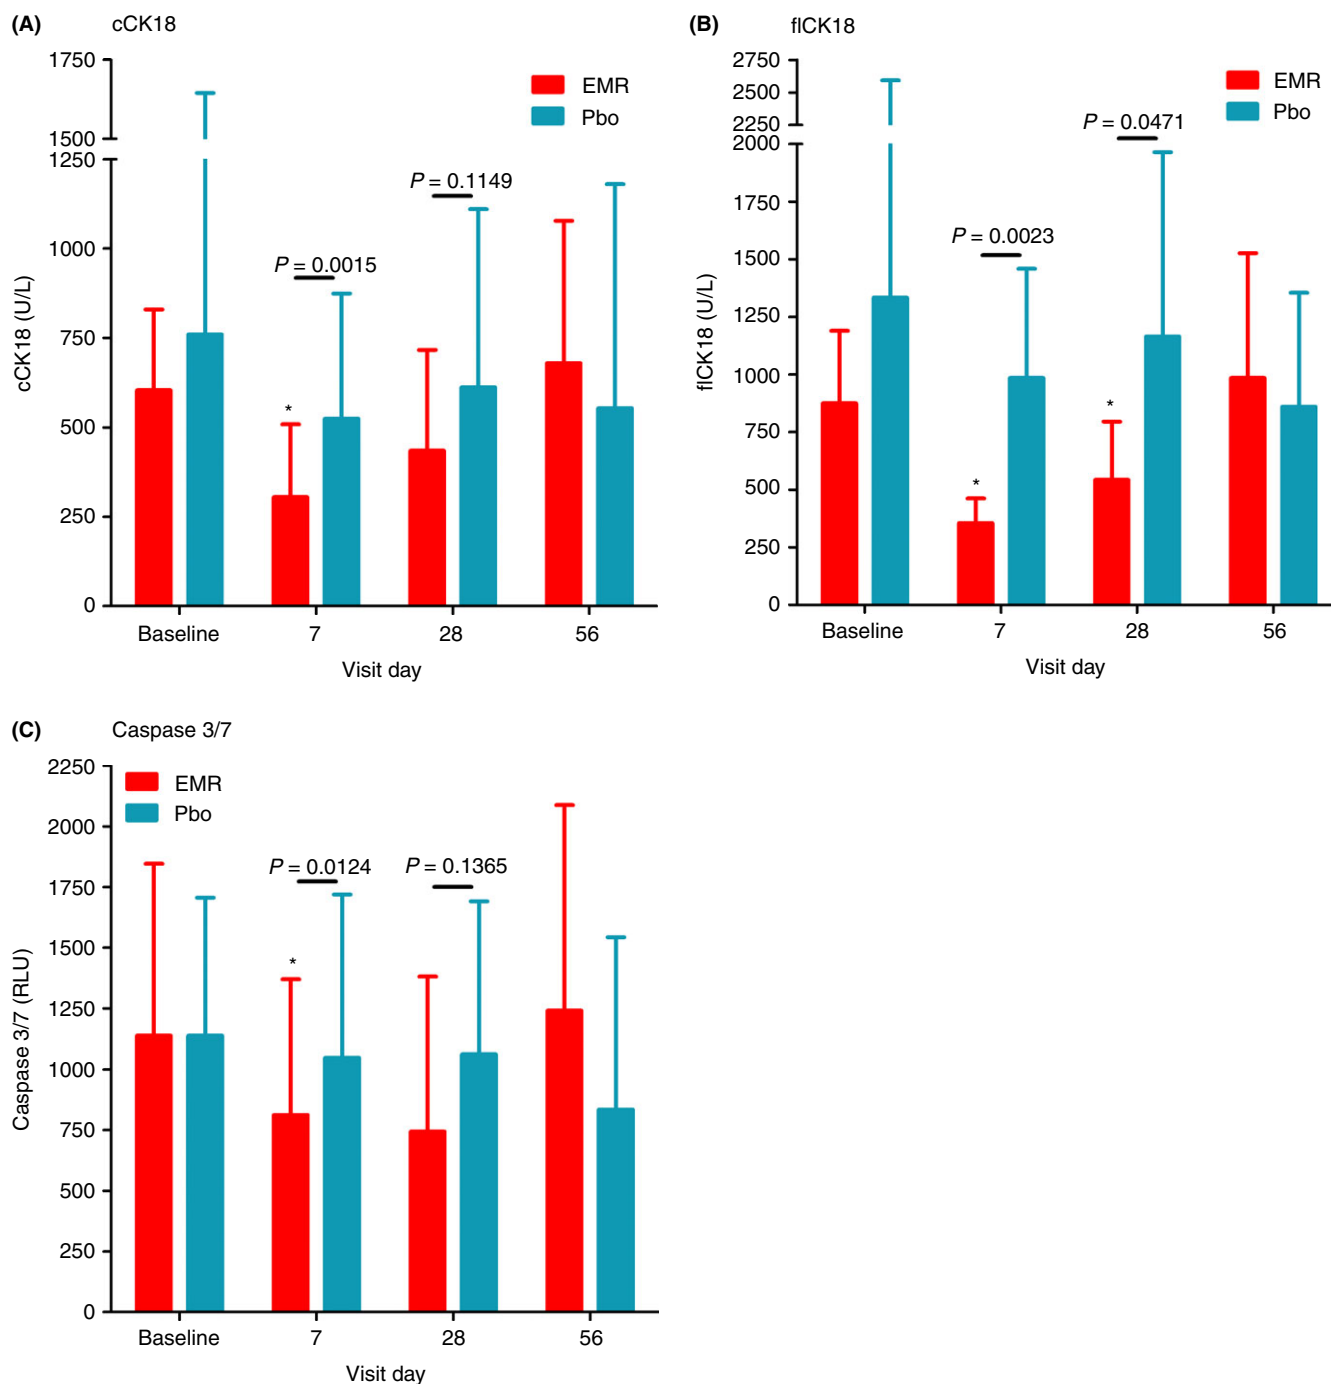 (A) cCK18
1750
1500
1250
1000
750
500
250
0
cCK18 (U/L)
EMR
Pbo
P = 0.0015
P = 0.1149
*
Baseline 7 28 56
Visit day
(B) flCK18
2750
2500
2250
2000
1750
1500
1250
1000
750
500
250
0
flCK18 (U/L)
EMR
Pbo
P = 0.0023
P = 0.0471
*
*
Baseline 7 28 56
Visit day
(C) Caspase 3/7
2250
2000
1750
1500
1250
1000
750
500
250
0
Caspase 3/7 (RLU)
EMR
Pbo
P = 0.0124
P = 0.1365
*
Baseline 7 28 56
Visit day